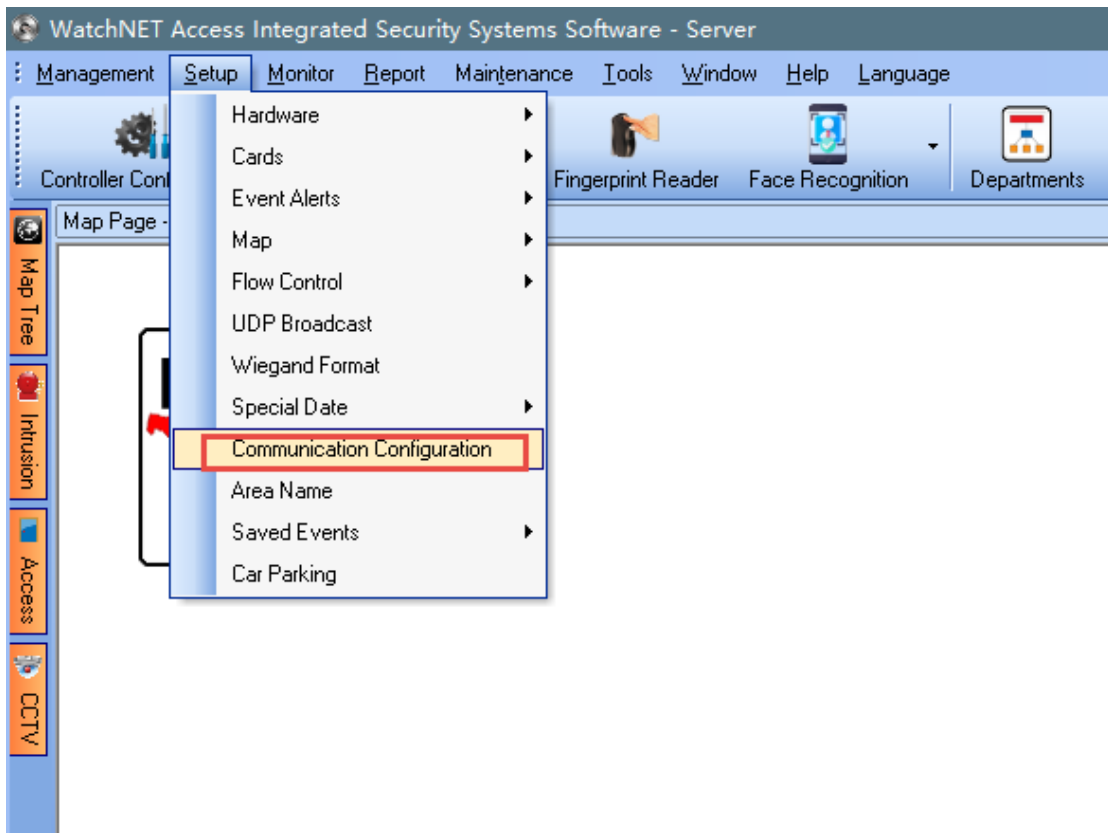 WatchNET Access Integrated Security Systems Software - Server
Management Setup Monitor Report Maintenance Tools Window Help Language
Hardware
Cards
Event Alerts
Map
Flow Control
UDP Broadcast
Wiegand Format
Special Date
Communication Configuration
Area Name
Saved Events
Car Parking
Controller Fingerprint Reader Face Recognition Departments
Map Page -
Map Tree
Intrusion
Access
CCTV